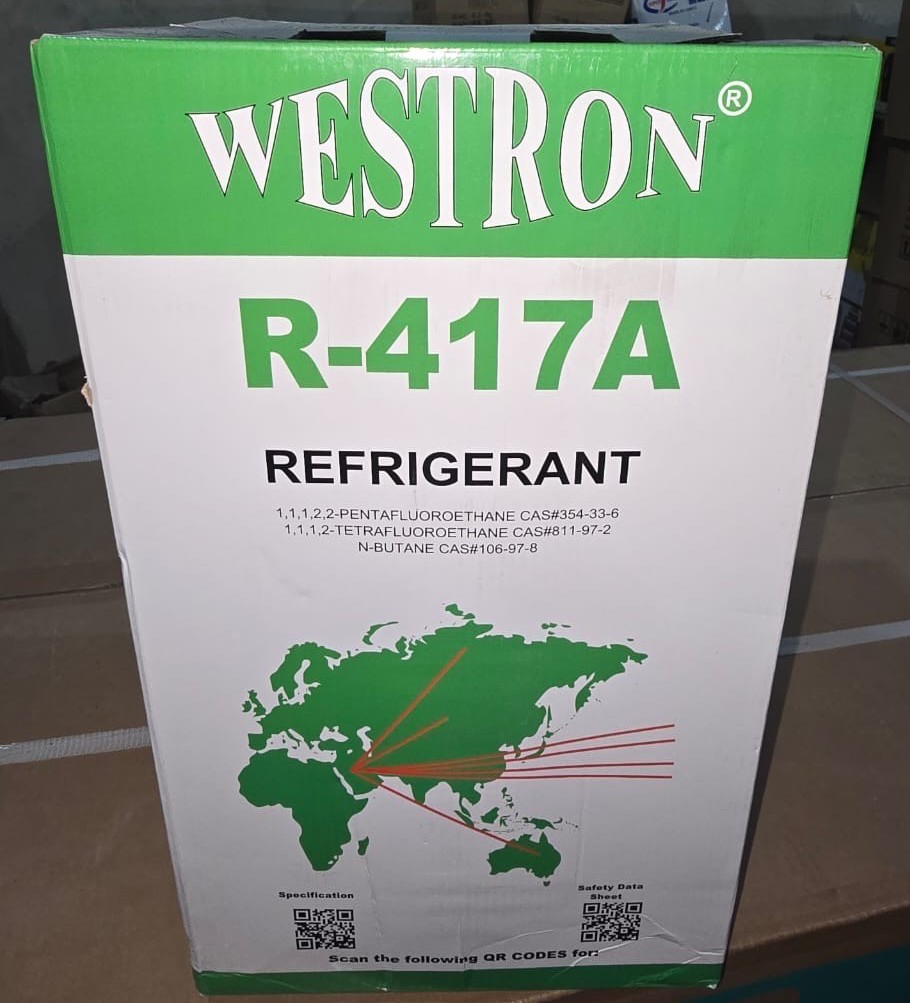 WESTRON®
R-417A
REFRIGERANT
1,1,1,2,2-PENTAFLUOROETHANE CAS#354-33-6
1,1,1,2-TETRAFLUOROETHANE CAS#811-97-2
N-BUTANE CAS#106-97-8
Specification
Safety Data
Sheet
Scan the following QR CODES for: